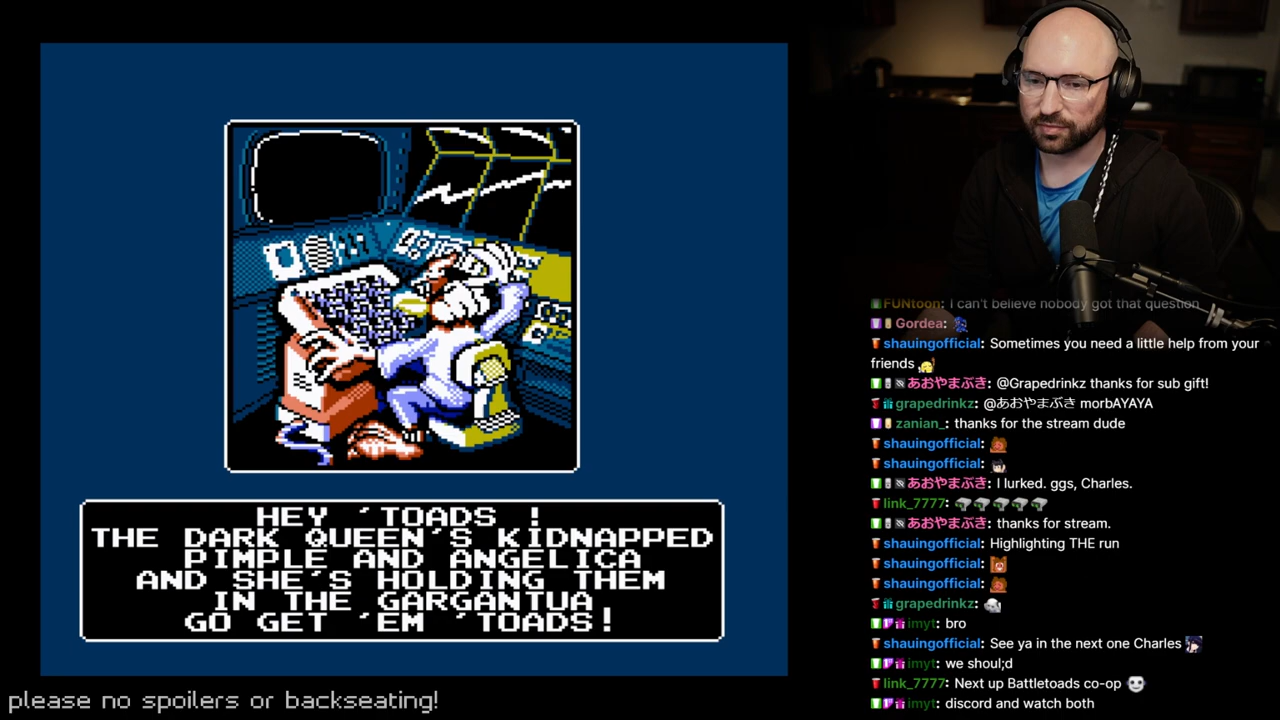 HEY 'TOADS !
THE DARK QUEEN'S KIDNAPPED
PIMPLE AND ANGELICA
AND SHE'S HOLDING THEM
IN THE GARGANTUA
GO GET 'EM 'TOADS!
please no spoilers or backseating!
FUNtoon: I can't believe nobody got that question
Gordea:
shauingofficial: Sometimes you need a little help from your
friends
あおやまぶき: @Grapedrinkz thanks for sub gift!
grapedrinkz: @あおやまぶき morbAYAYA
zanian_: thanks for the stream dude
shauingofficial:
shauingofficial:
あおやまぶき: I lurked. ggs, Charles.
link_7777:
あおやまぶき: thanks for stream.
shauingofficial: Highlighting THE run
shauingofficial:
shauingofficial:
grapedrinkz:
imyt: bro
shauingofficial: See ya in the next one Charles
imyt: we shoul;d
link_7777: Next up Battletoads co-op
imyt: discord and watch both